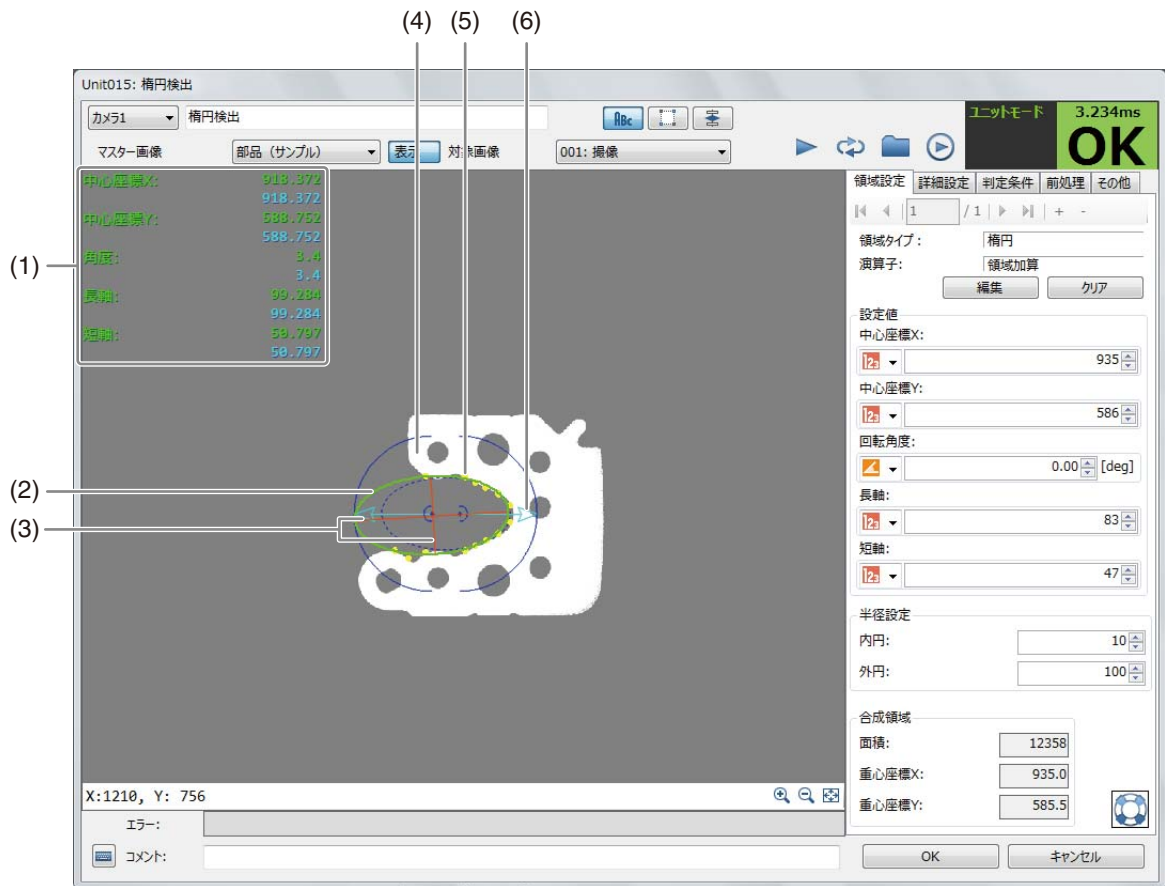 (4) (5) (6)
Unit015: 楕円検出
カメラ1 楕円検出 ABC
ユニットモード 3.234ms
OK
マスター画像 部品（サンプル） 表示 対象画像 001: 撮像
(1)
中心座標X: 918.372
918.372
中心座標Y: 588.752
588.752
角度: 3.4
3.4
長軸: 99.284
99.284
短軸: 50.797
50.797
(2)
(3)
X:1210, Y: 756
エラー:
コメント:
領域設定 詳細設定 判定条件 前処理 その他
1 / 1 + -
領域タイプ： 楕円
演算子: 領域加算
編集 クリア
設定値
中心座標X:
123 935
中心座標Y:
123 586
回転角度:
0.00 [deg]
長軸:
123 83
短軸:
123 47
半径設定
内円: 10
外円: 100
合成領域
面積: 12358
重心座標X: 935.0
重心座標Y: 585.5
OK キャンセル